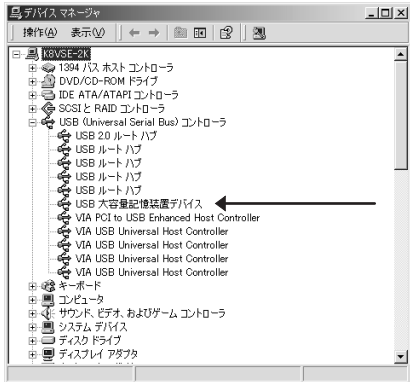 デバイス マネージャ
操作(A) 表示(V)
K8VSE-2K
1394 バス ホスト コントローラ
DVD/CD-ROM ドライブ
IDE ATA/ATAPI コントローラ
SCSI と RAID コントローラ
USB (Universal Serial Bus) コントローラ
USB 2.0 ルート ハブ
USB ルート ハブ
USB ルート ハブ
USB ルート ハブ
USB ルート ハブ
USB 大容量記憶装置デバイス
VIA PCI to USB Enhanced Host Controller
VIA USB Universal Host Controller
VIA USB Universal Host Controller
VIA USB Universal Host Controller
VIA USB Universal Host Controller
キーボード
コンピュータ
サウンド、ビデオ、およびゲーム コントローラ
システム デバイス
ディスク ドライブ
ディスプレイ アダプタ